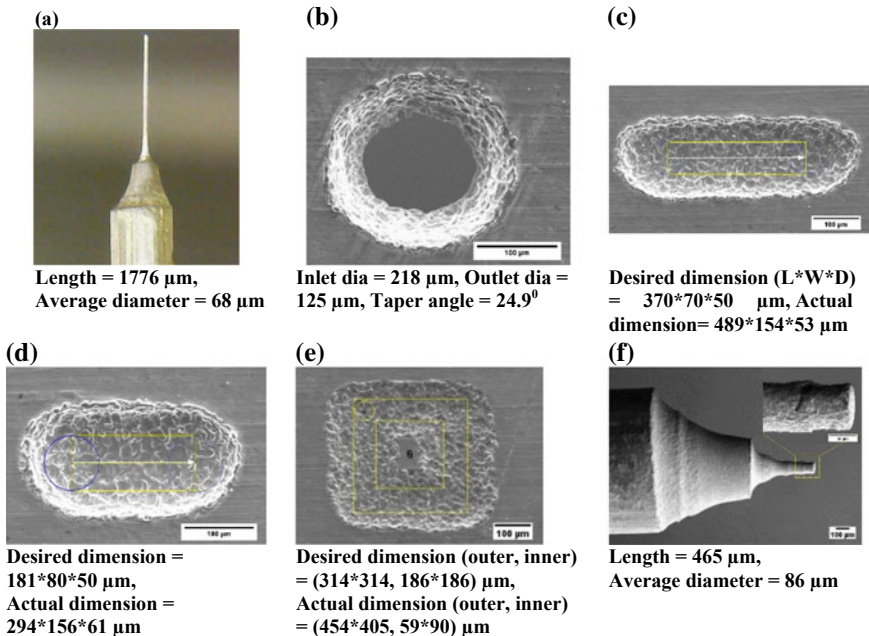 (a)
Length = 1776 µm,
Average diameter = 68 µm
(b)
100 µm
Inlet dia = 218 µm, Outlet dia =
125 µm, Taper angle = 24.9⁰
(c)
100 µm
Desired dimension (L*W*D)
= 370*70*50 µm, Actual
dimension= 489*154*53 µm
(d)
100 µm
Desired dimension =
181*80*50 µm,
Actual dimension =
294*156*61 µm
(e)
6
100 µm
Desired dimension (outer, inner)
= (314*314, 186*186) µm,
Actual dimension (outer, inner)
= (454*405, 59*90) µm
(f)
100 µm
Length = 465 µm,
Average diameter = 86 µm